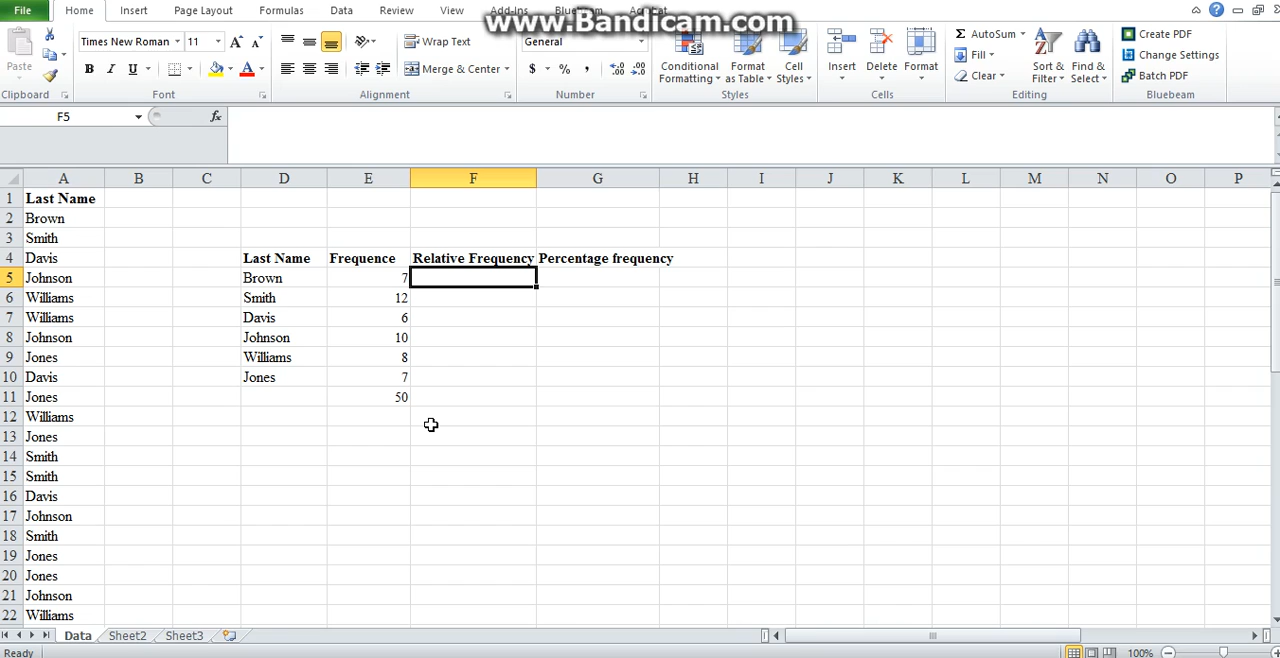 File Home Insert Page Layout Formulas Data Review View Add-Ins
www.Bandicam.com
Times New Roman 11 Wrap Text General AutoSum Create PDF
Paste B I U Merge & Center $ % , Conditional Formatting Format as Table Cell Styles Insert Delete Format Fill Clear Sort & Filter Find & Select Change Settings Batch PDF
Clipboard Font Alignment Number Styles Cells Editing Bluebeam
F5 fx
A B C D E F G H I J K L M N O P
1 Last Name
2 Brown
3 Smith
4 Davis Last Name Frequence Relative Frequency Percentage frequency
5 Johnson Brown 7
6 Williams Smith 12
7 Williams Davis 6
8 Johnson Johnson 10
9 Jones Williams 8
10 Davis Jones 7
11 Jones 50
12 Williams
13 Jones
14 Smith
15 Smith
16 Davis
17 Johnson
18 Smith
19 Jones
20 Jones
21 Johnson
22 Williams
Data Sheet2 Sheet3
Ready 100%